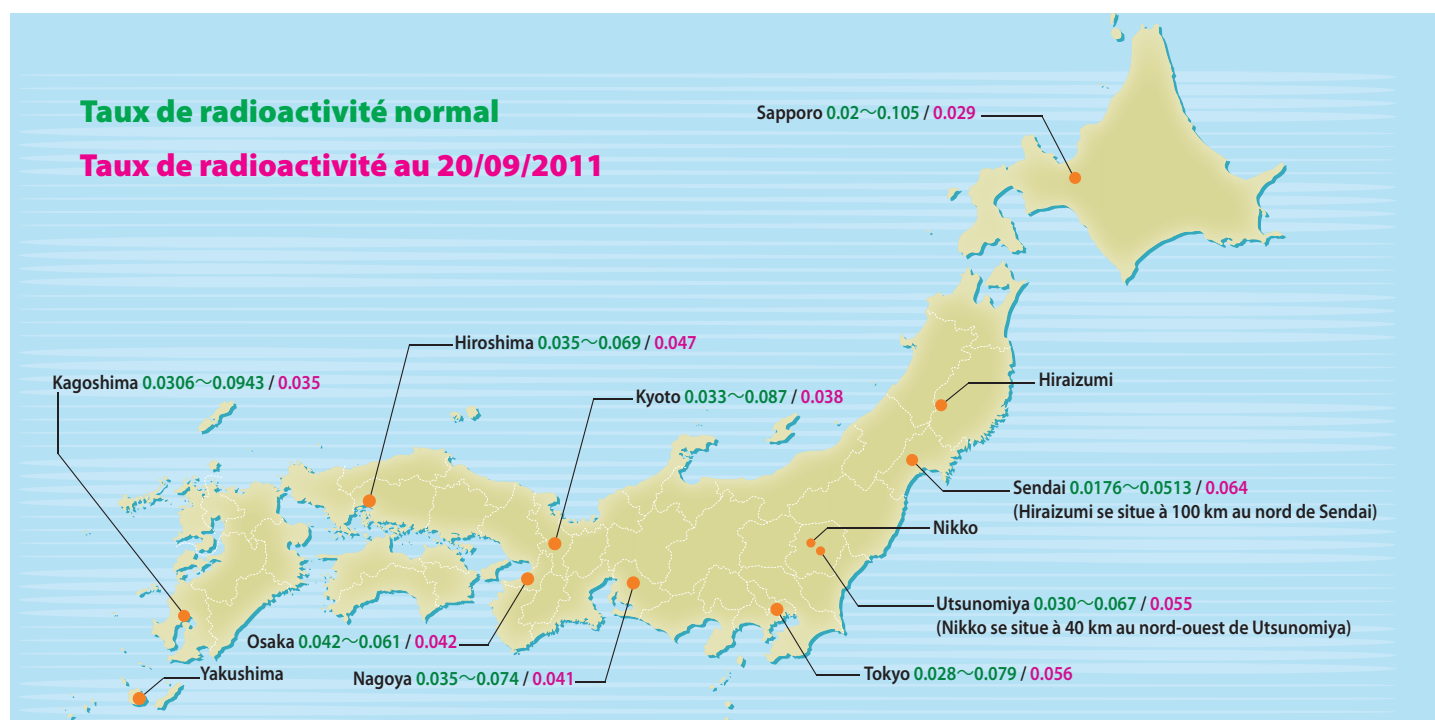 Taux de radioactivité normal
Taux de radioactivité au 20/09/2011
Sapporo 0.02～0.105 / 0.029
Hiroshima 0.035～0.069 / 0.047
Kagoshima 0.0306～0.0943 / 0.035
Kyoto 0.033～0.087 / 0.038
Hiraizumi
Sendai 0.0176～0.0513 / 0.064
(Hiraizumi se situe à 100 km au nord de Sendai)
Nikko
Utsunomiya 0.030～0.067 / 0.055
(Nikko se situe à 40 km au nord-ouest de Utsunomiya)
Osaka 0.042～0.061 / 0.042
Yakushima
Nagoya 0.035～0.074 / 0.041
Tokyo 0.028～0.079 / 0.056